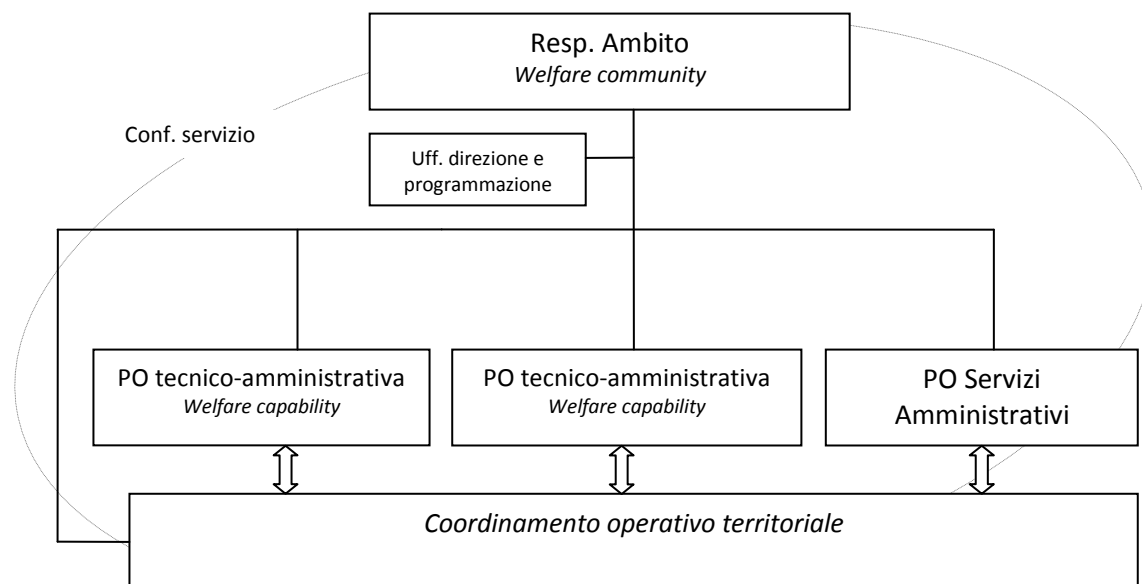 Resp. Ambito
Welfare community
Conf. servizio
Uff. direzione e
programmazione
PO tecnico-amministrativa
Welfare capability
PO tecnico-amministrativa
Welfare capability
PO Servizi
Amministrativi
Coordinamento operativo territoriale